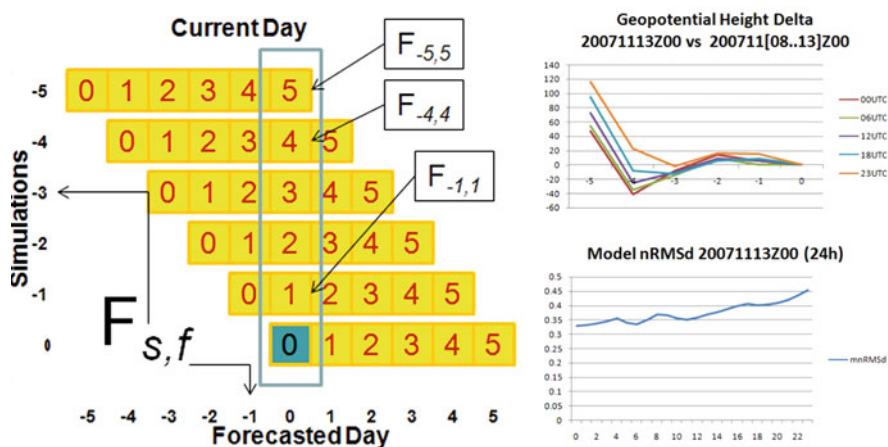 Current Day
F-5,5
F-4,4
F-1,1
Simulations
-5 0 1 2 3 4 5
-4 0 1 2 3 4 5
-3 0 1 2 3 4 5
-2 0 1 2 3 4 5
-1 0 1 2 3 4 5
0 0 1 2 3 4 5
Fs,f
-5 -4 -3 -2 -1 0 1 2 3 4 5
Forecasted Day
Geopotential Height Delta
20071113Z00 vs 200711[08..13]Z00
140
120
100
80
60
40
20
0
-20
-40
-60
-5 -4 -3 -2 -1 0
00UTC
06UTC
12UTC
18UTC
23UTC
Model nRMSd 20071113Z00 (24h)
0.5
0.45
0.4
0.35
0.3
0.25
0.2
0.15
0.1
0.05
0
0 2 4 6 8 10 12 14 16 18 20 22
mnRMSd